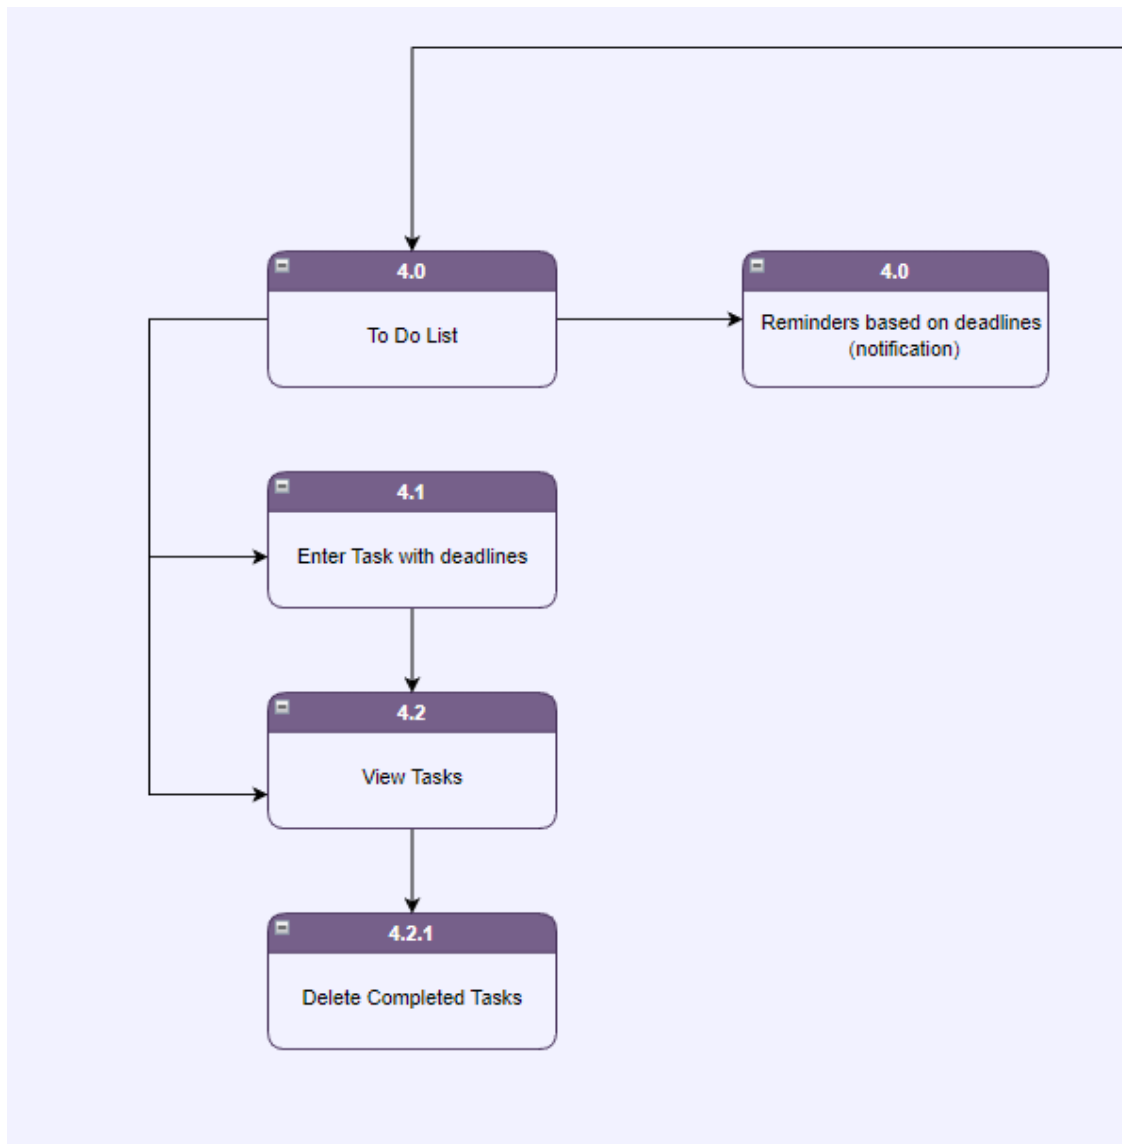 4.0
To Do List
4.0
Reminders based on deadlines
(notification)
4.1
Enter Task with deadlines
4.2
View Tasks
4.2.1
Delete Completed Tasks